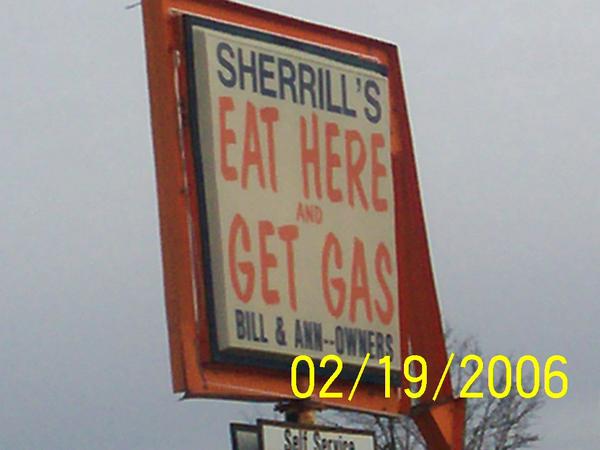 SHERRILL'S
EAT HERE
AND
GET GAS
BILL & ANN--OWNERS
02/19/2006
Self Service